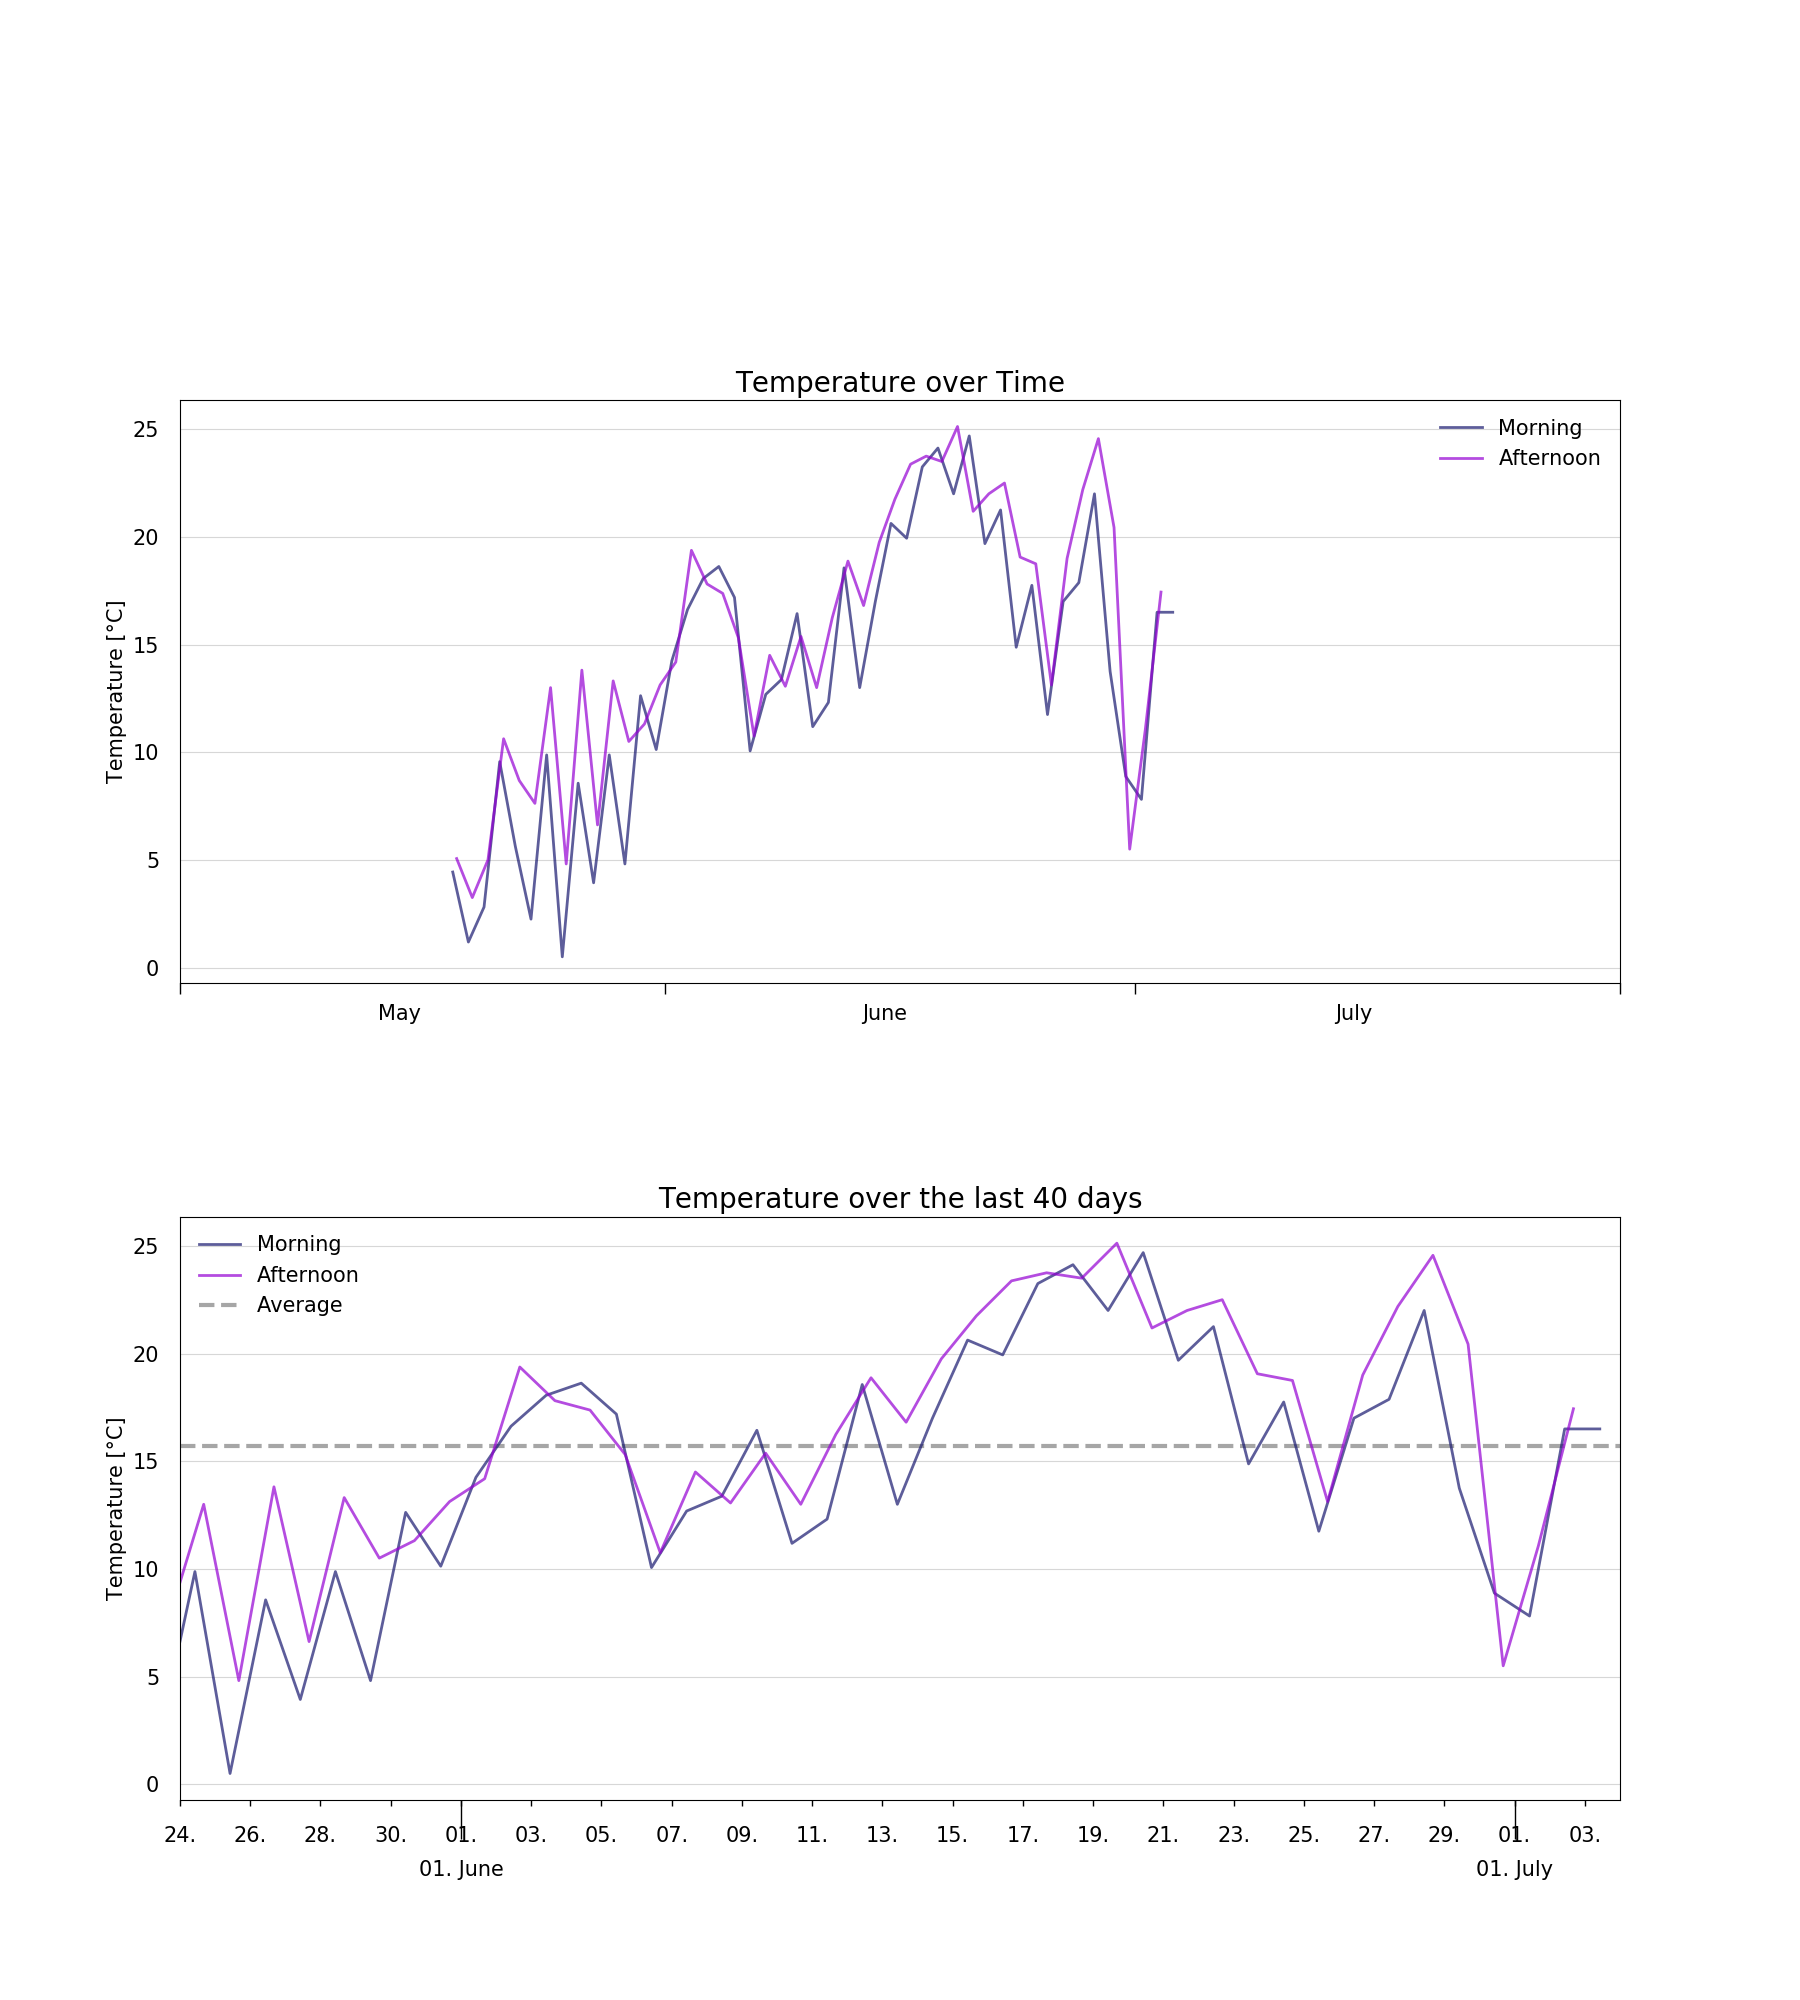 Temperature over Time
Temperature [°C]
25
20
15
10
5
0
Morning
Afternoon
May June July
Temperature over the last 40 days
Temperature [°C]
25
20
15
10
5
0
Morning
Afternoon
Average
24. 26. 28. 30. 01. 03. 05. 07. 09. 11. 13. 15. 17. 19. 21. 23. 25. 27. 29. 01. 03.
01. June 01. July